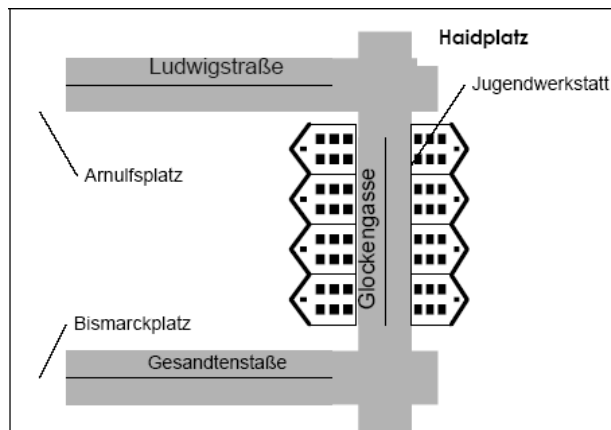 Haidplatz
Ludwigstraße
Jugendwerkstatt
Arnulfsplatz
Glockengasse
Bismarckplatz
Gesandtenstaße